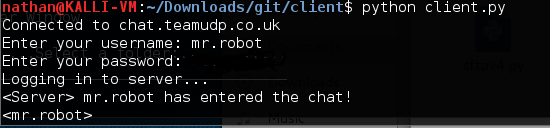 nathan@KALLI-VM:~/Downloads/git/client$ python client.py
Connected to chat.teamudp.co.uk
Enter your username: mr.robot
Enter your password:
Logging in to server...
<Server> mr.robot has entered the chat!
<mr.robot>
Music